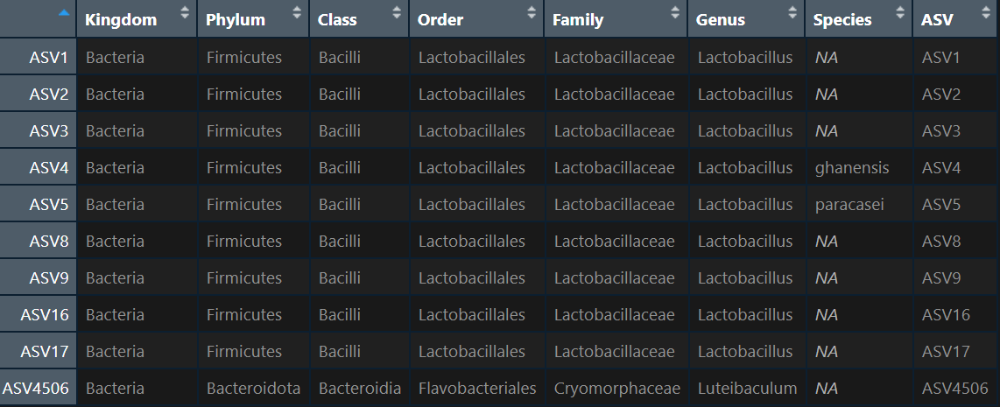 Kingdom Phylum Class Order Family Genus Species ASV
ASV1 Bacteria Firmicutes Bacilli Lactobacillales Lactobacillaceae Lactobacillus NA ASV1
ASV2 Bacteria Firmicutes Bacilli Lactobacillales Lactobacillaceae Lactobacillus NA ASV2
ASV3 Bacteria Firmicutes Bacilli Lactobacillales Lactobacillaceae Lactobacillus NA ASV3
ASV4 Bacteria Firmicutes Bacilli Lactobacillales Lactobacillaceae Lactobacillus ghanensis ASV4
ASV5 Bacteria Firmicutes Bacilli Lactobacillales Lactobacillaceae Lactobacillus paracasei ASV5
ASV8 Bacteria Firmicutes Bacilli Lactobacillales Lactobacillaceae Lactobacillus NA ASV8
ASV9 Bacteria Firmicutes Bacilli Lactobacillales Lactobacillaceae Lactobacillus NA ASV9
ASV16 Bacteria Firmicutes Bacilli Lactobacillales Lactobacillaceae Lactobacillus NA ASV16
ASV17 Bacteria Firmicutes Bacilli Lactobacillales Lactobacillaceae Lactobacillus NA ASV17
ASV4506 Bacteria Bacteroidota Bacteroidia Flavobacteriales Cryomorphaceae Luteibaculum NA ASV4506